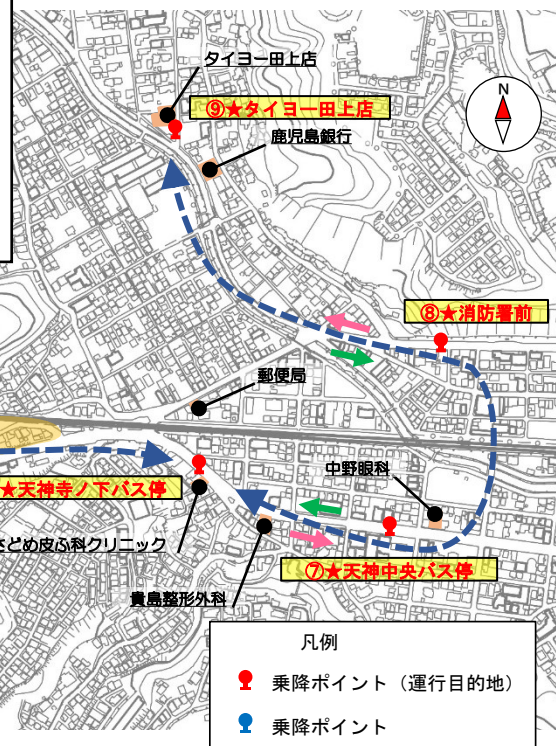 タイヨー田上店
⑨★タイヨー田上店
N
鹿児島銀行
⑧★消防署前
郵便局
中野眼科
★天神寺ノ下バス停
どめ皮ふ科クリニック
⑦★天神中央バス停
貴島整形外科
凡例
乗降ポイント（運行目的地）
乗降ポイント